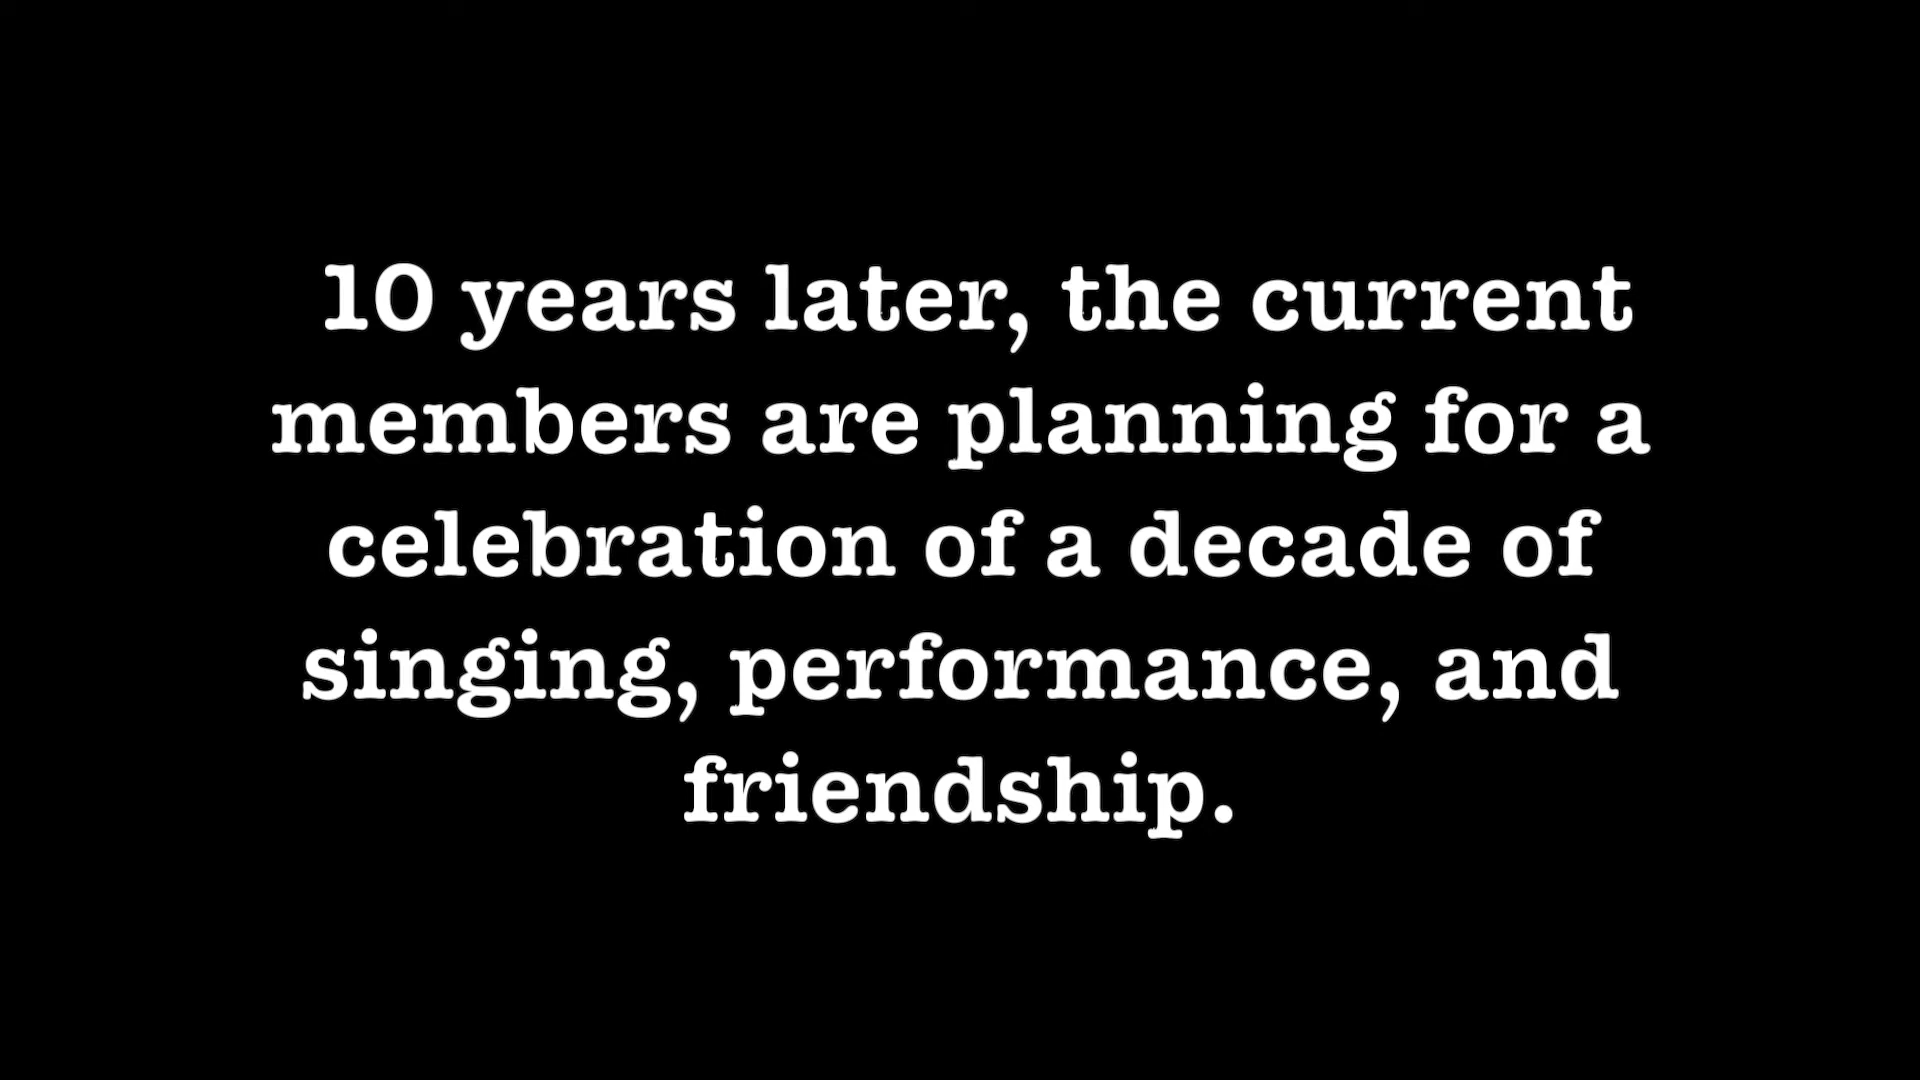 10 years later, the current
members are planning for a
celebration of a decade of
singing, performance, and
friendship.